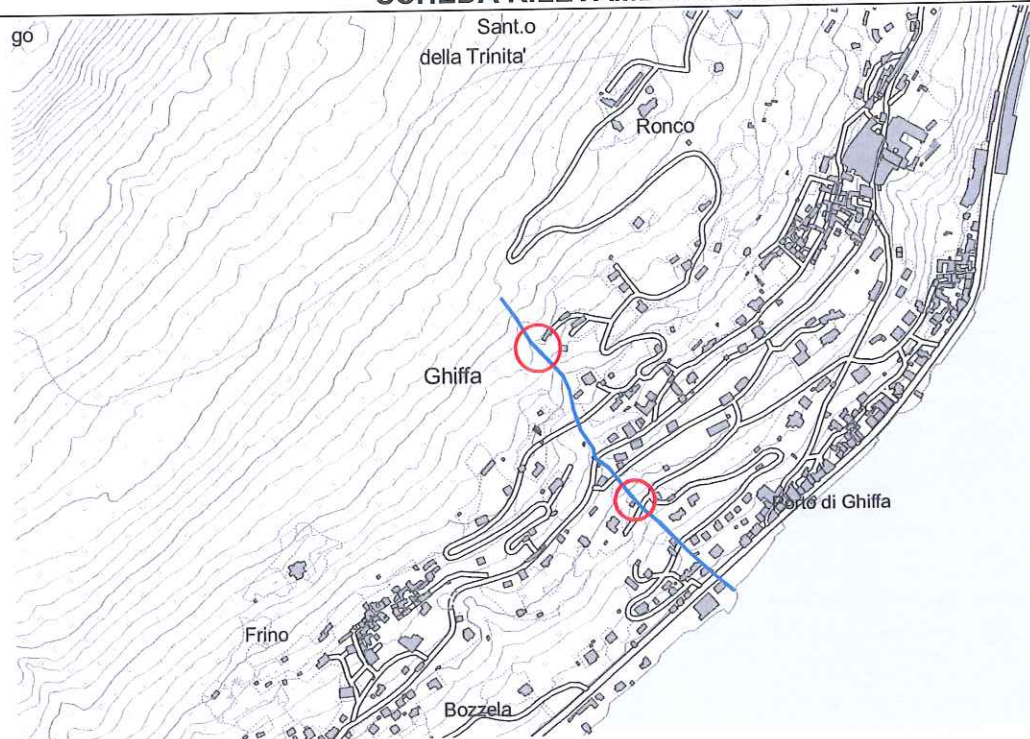 go
Sant.o
della Trinita'
Ronco
Ghiffa
Porto di Ghiffa
Frino
Bozzela